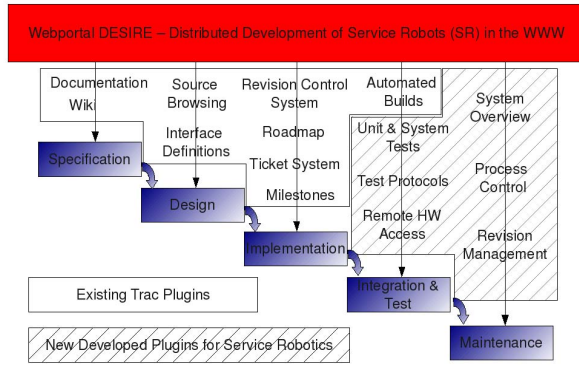 Webportal DESIRE – Distributed Development of Service Robots (SR) in the WWW
Documentation
Wiki
Specification
Source
Browsing
Interface
Definitions
Design
Revision Control
System
Roadmap
Ticket System
Milestones
Implementation
Automated
Builds
Unit & System
Tests
Test Protocols
Remote HW
Access
Integration &
Test
System
Overview
Process
Control
Revision
Management
Maintenance
Existing Trac Plugins
New Developed Plugins for Service Robotics